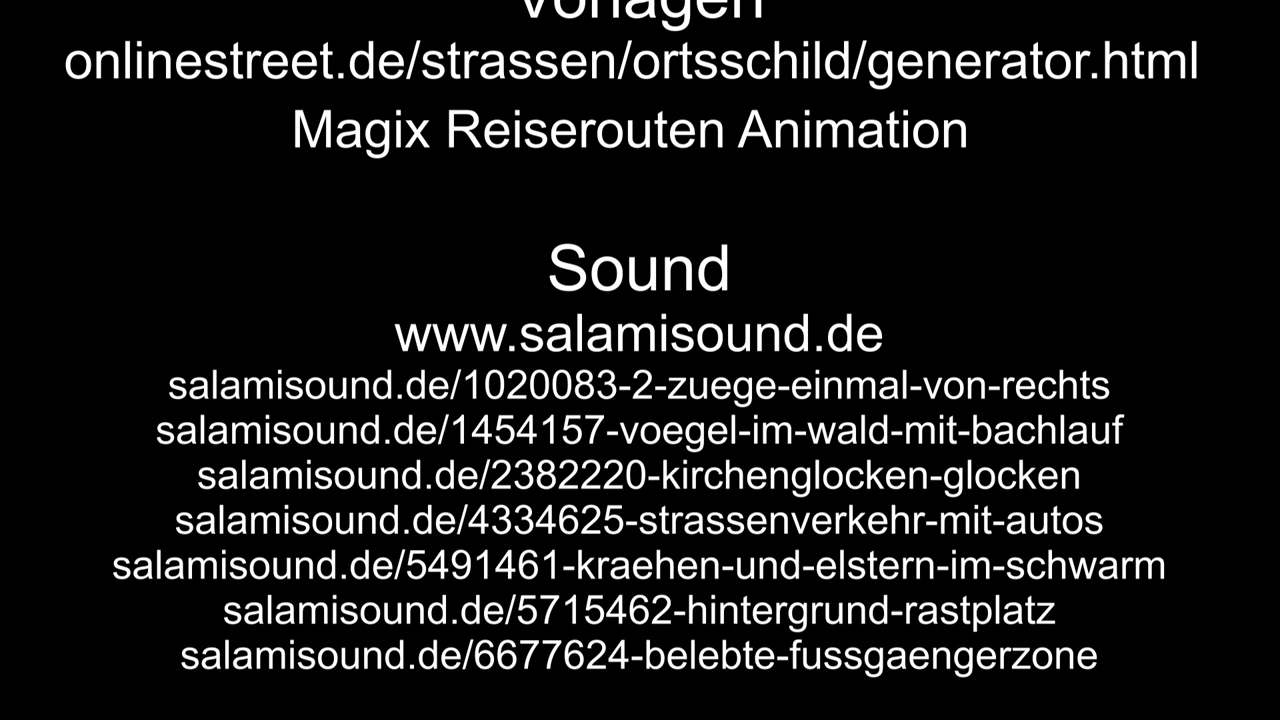 Vorlagen
onlinestreet.de/strassen/ortsschild/generator.html
Magix Reiserouten Animation
Sound
www.salamisound.de
salamisound.de/1020083-2-zuege-einmal-von-rechts
salamisound.de/1454157-voegel-im-wald-mit-bachlauf
salamisound.de/2382220-kirchenglocken-glocken
salamisound.de/4334625-strassenverkehr-mit-autos
salamisound.de/5491461-kraehen-und-elstern-im-schwarm
salamisound.de/5715462-hintergrund-rastplatz
salamisound.de/6677624-belebte-fussgaengerzone